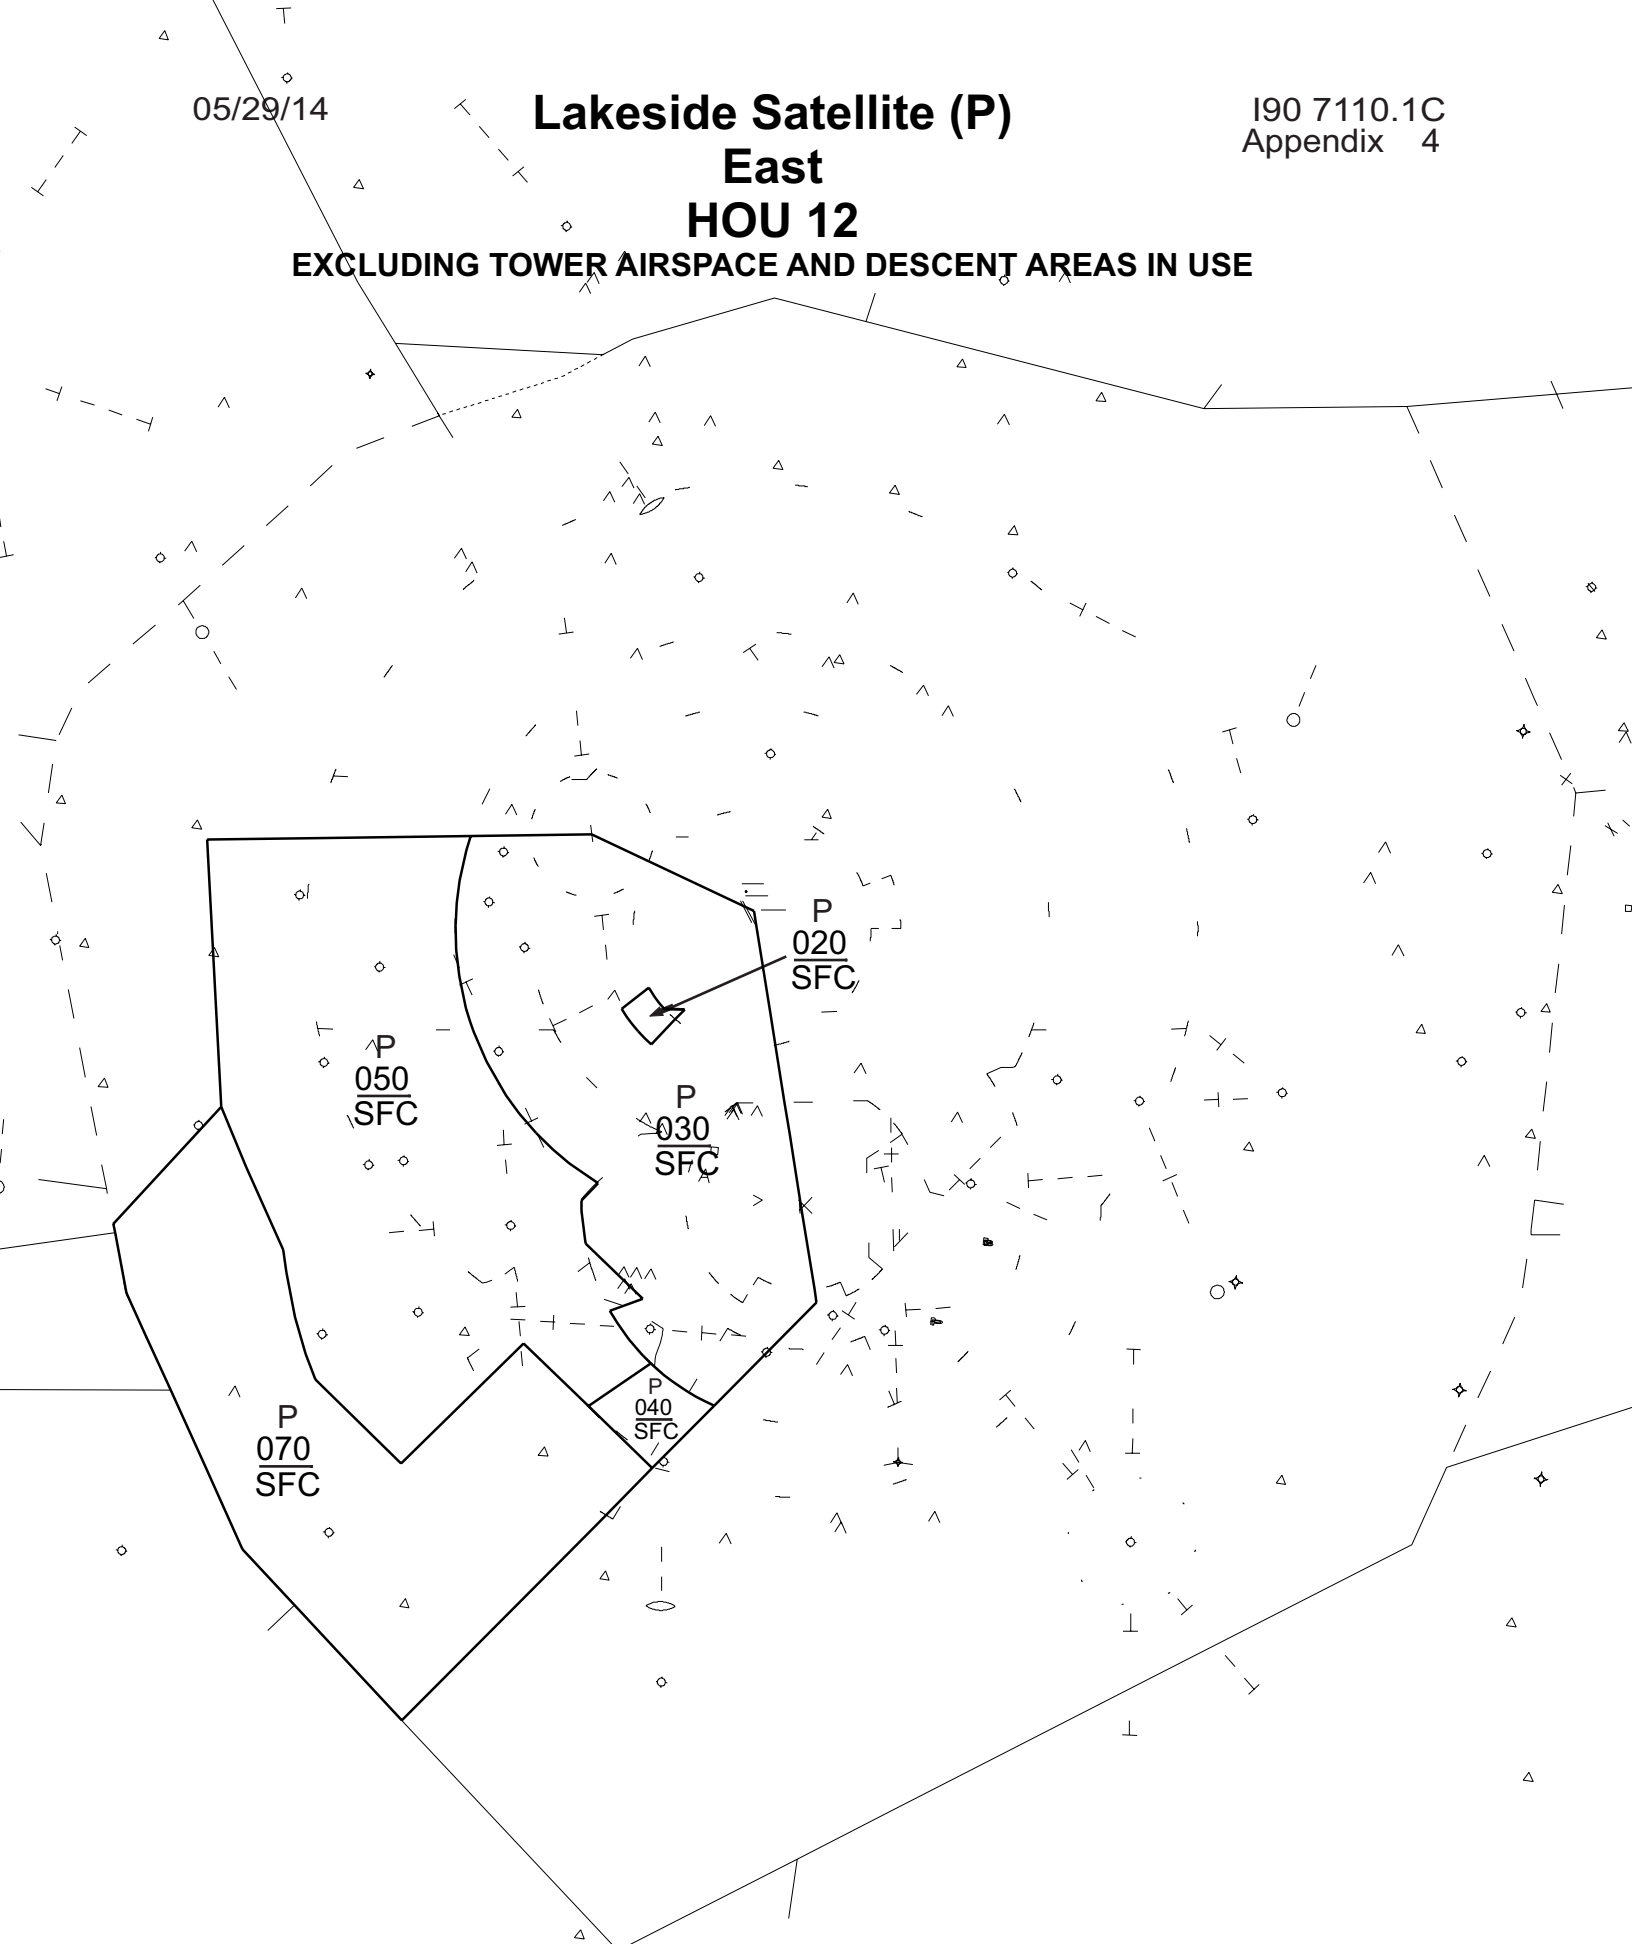 05/29/14
Lakeside Satellite (P)
East
HOU 12
EXCLUDING TOWER AIRSPACE AND DESCENT AREAS IN USE
I90 7110.1C
Appendix 4
P
020
SFC
P
050
SFC
P
030
SFC
P
040
SFC
P
070
SFC